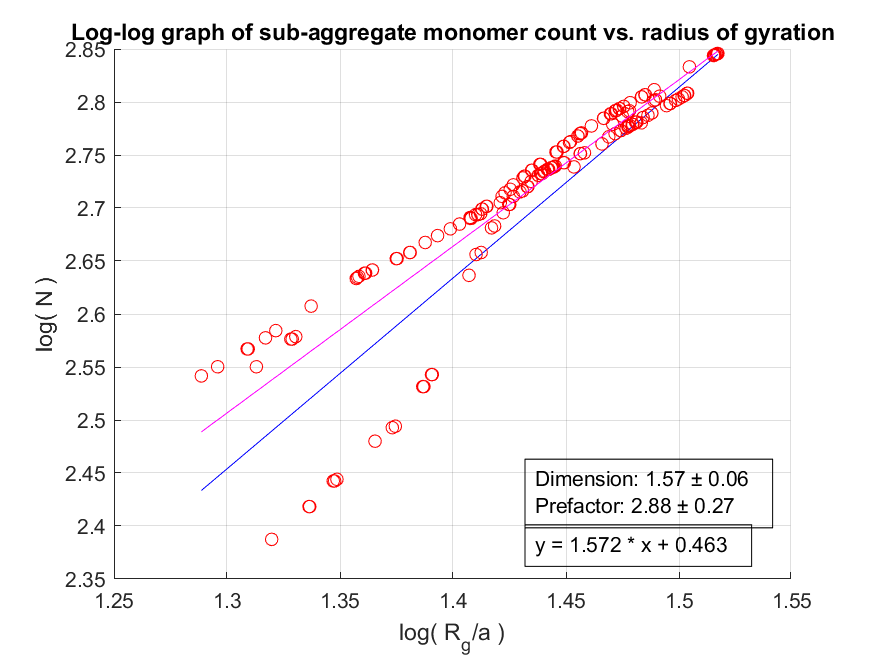 Log-log graph of sub-aggregate monomer count vs. radius of gyration
2.85
2.8
2.75
2.7
2.65
2.6
2.55
2.5
2.45
2.4
2.35
log( N )
Dimension: 1.57 ± 0.06
Prefactor: 2.88 ± 0.27
y = 1.572 * x + 0.463
1.25 1.3 1.35 1.4 1.45 1.5 1.55
log( R_g/a )